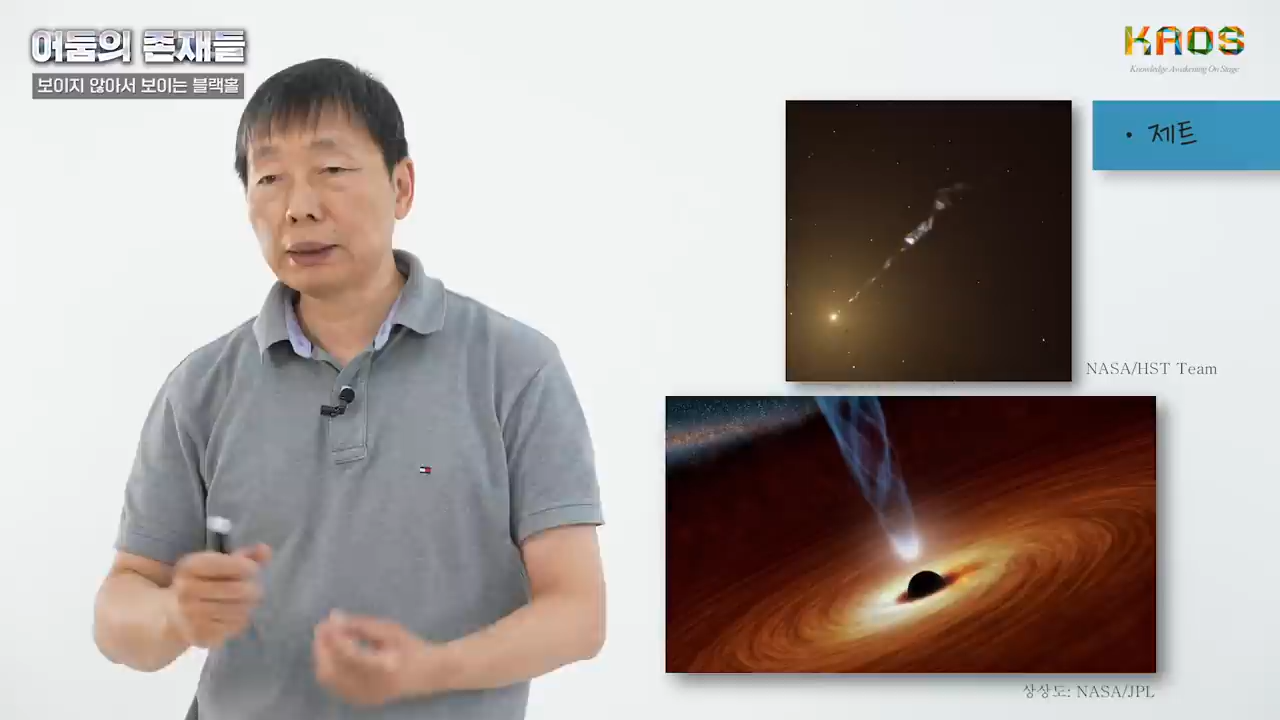 어둠의 존재들
보이지 않아서 보이는 블랙홀
KAOS
Knowledge Awakening On Stage
• 제트
NASA/HST Team
상상도: NASA/JPL